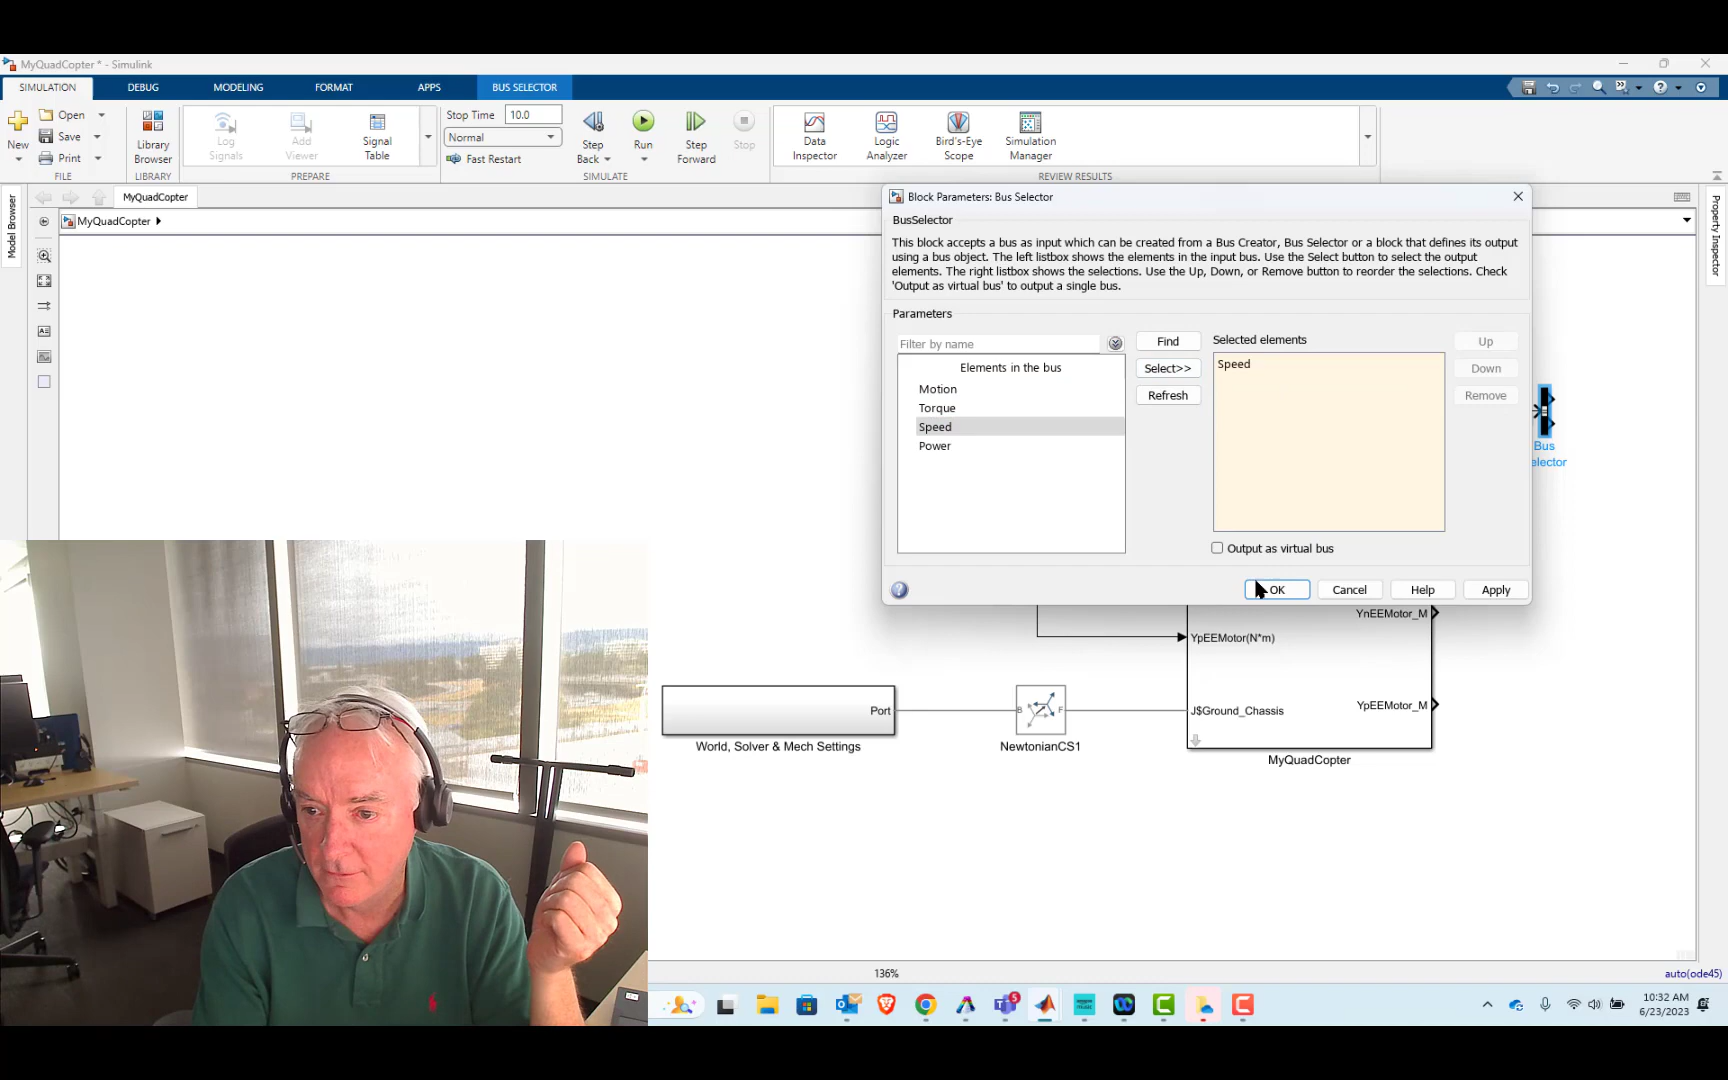 MyQuadCopter * - Simulink
SIMULATION
DEBUG
MODELING
FORMAT
APPS
BUS SELECTOR
New
Open
Save
Print
FILE
Library
Browser
LIBRARY
Log
Signals
Add
Viewer
Signal
Table
PREPARE
Stop Time 10.0
Normal
Fast Restart
Step
Back
Run
Step
Forward
Stop
SIMULATE
Data
Inspector
Logic
Analyzer
Bird's-Eye
Scope
Simulation
Manager
REVIEW RESULTS
Model Browser
MyQuadCopter
MyQuadCopter
Property Inspector
Block Parameters: Bus Selector
BusSelector
This block accepts a bus as input which can be created from a Bus Creator, Bus Selector or a block that defines its output
using a bus object. The left listbox shows the elements in the input bus. Use the Select button to select the output
elements. The right listbox shows the selections. Use the Up, Down, or Remove button to reorder the selections. Check
'Output as virtual bus' to output a single bus.
Parameters
Filter by name
Elements in the bus
Motion
Torque
Speed
Power
Find
Select>>
Refresh
Selected elements
Speed
Up
Down
Remove
Output as virtual bus
OK
Cancel
Help
Apply
Bus
elector
YnEEMotor_M
YpEEMotor(N*m)
YpEEMotor_M
J$Ground_Chassis
MyQuadCopter
Port
World, Solver & Mech Settings
B
F
NewtonianCS1
136%
auto(ode45)
5
10:32 AM
6/23/2023